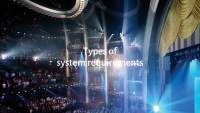 Types of
system requirements